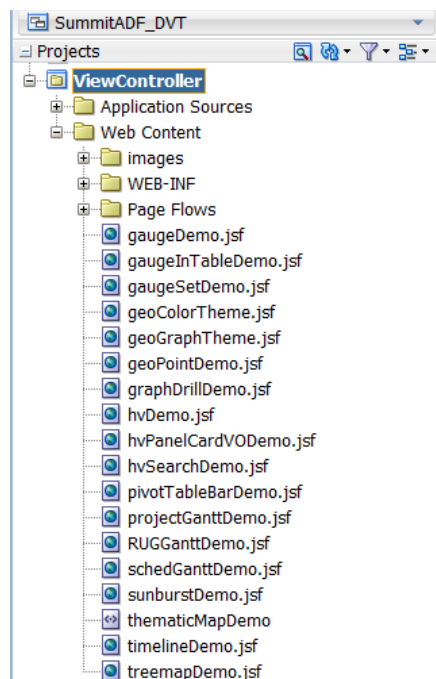 SummitADF_DVT
Projects
ViewController
Application Sources
Web Content
images
WEB-INF
Page Flows
gaugeDemo.jsf
gaugeInTableDemo.jsf
gaugeSetDemo.jsf
geoColorTheme.jsf
geoGraphTheme.jsf
geoPointDemo.jsf
graphDrillDemo.jsf
hvDemo.jsf
hvPanelCardVODemo.jsf
hvSearchDemo.jsf
pivotTableBarDemo.jsf
projectGanttDemo.jsf
RUGGanttDemo.jsf
schedGanttDemo.jsf
sunburstDemo.jsf
thematicMapDemo
timelineDemo.jsf
treemapDemo.jsf